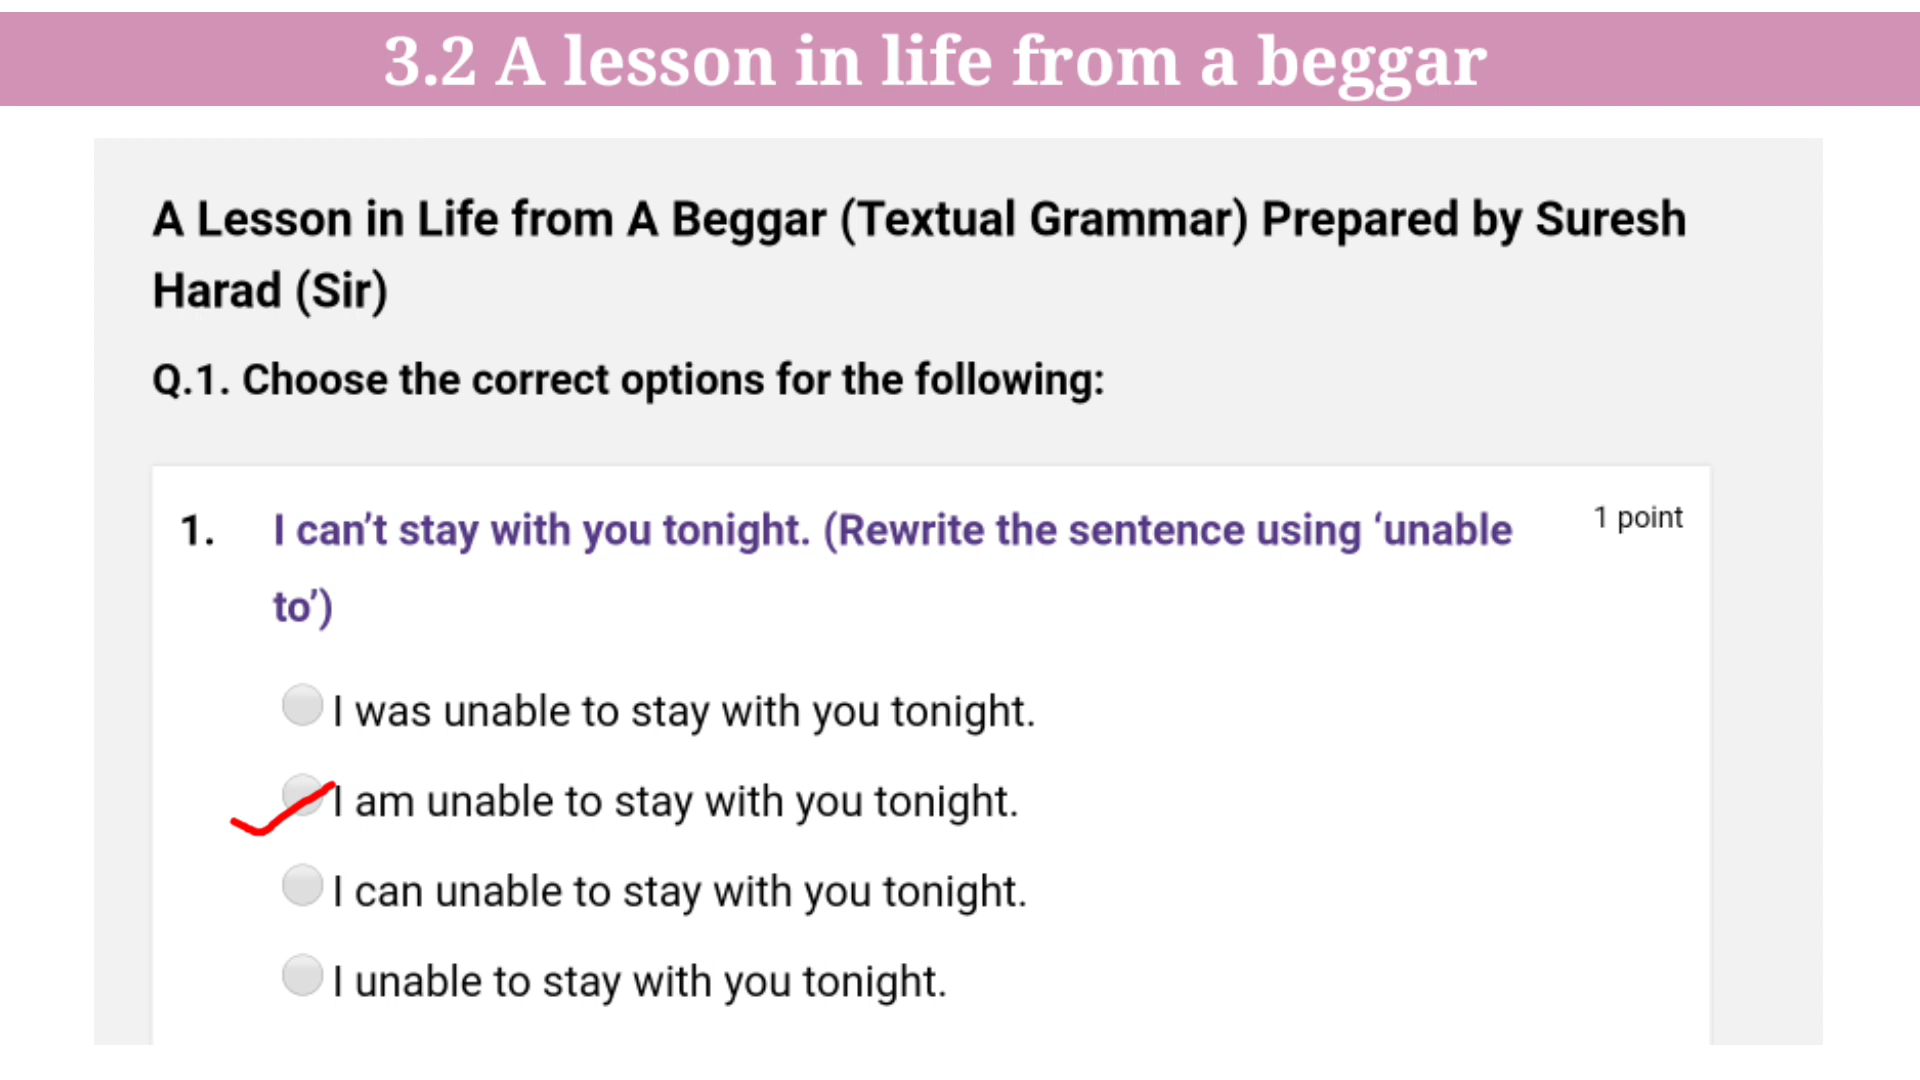 3.2 A lesson in life from a beggar
A Lesson in Life from A Beggar (Textual Grammar) Prepared by Suresh
Harad (Sir)
Q.1. Choose the correct options for the following:
1. I can’t stay with you tonight. (Rewrite the sentence using ‘unable 1 point
to’)
I was unable to stay with you tonight.
I am unable to stay with you tonight.
I can unable to stay with you tonight.
I unable to stay with you tonight.